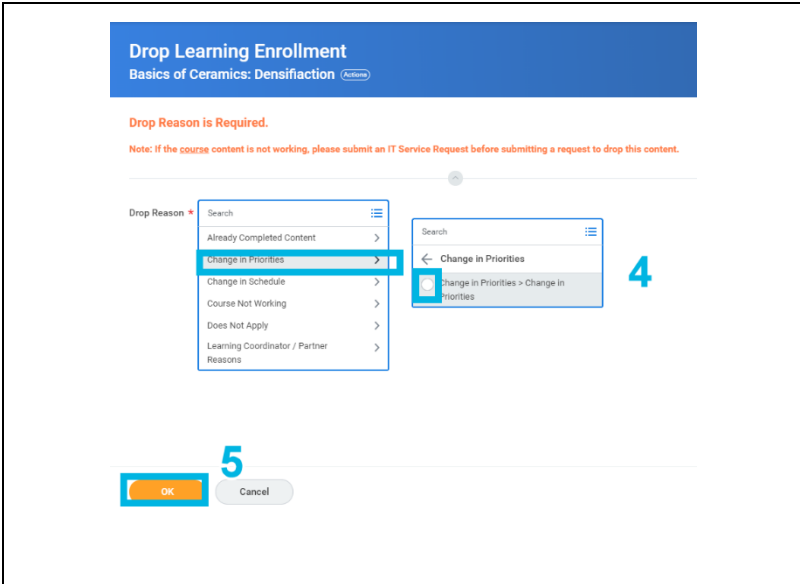 Drop Learning Enrollment
Basics of Ceramics: Densifiaction Actions
Drop Reason is Required.
Note: If the course content is not working, please submit an IT Service Request before submitting a request to drop this content.
Drop Reason *
Search
Already Completed Content
Change in Priorities
Change in Schedule
Course Not Working
Does Not Apply
Learning Coordinator / Partner
Reasons
Search
Change in Priorities
Change in Priorities > Change in
Priorities
4
5
OK
Cancel